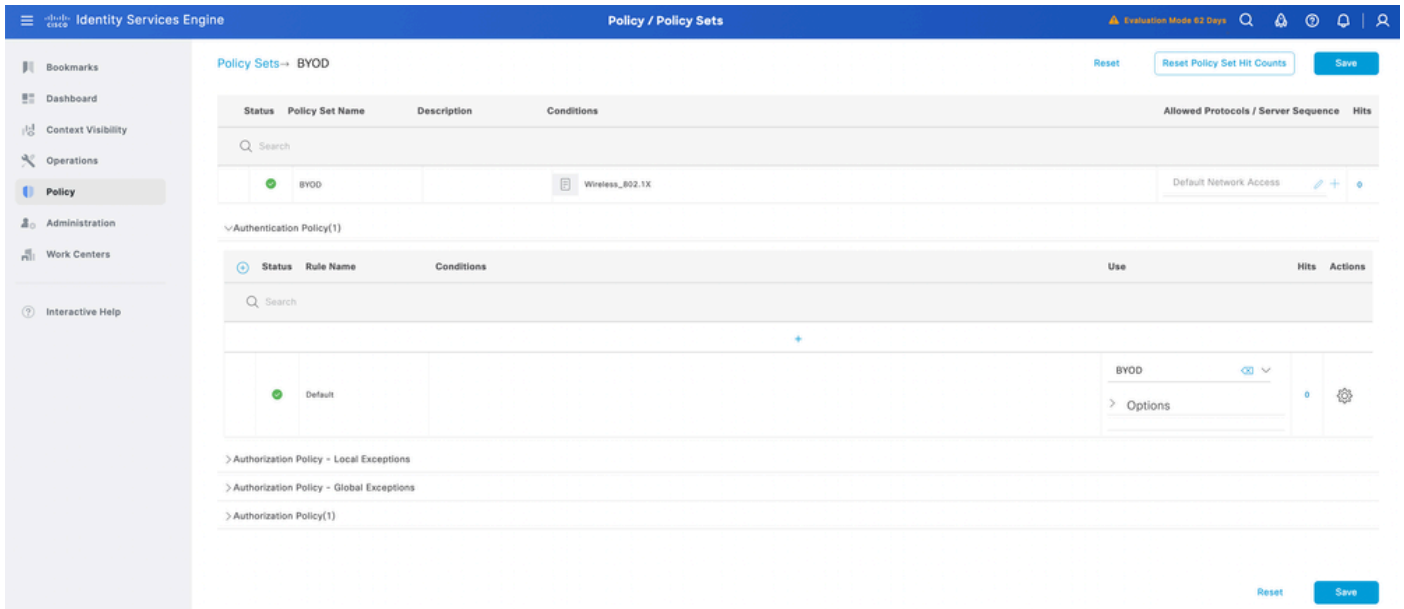 cisco Identity Services Engine
Policy / Policy Sets
Evaluation Mode 62 Days
Bookmarks
Dashboard
Context Visibility
Operations
Policy
Administration
Work Centers
Interactive Help
Policy Sets→ BYOD
Reset
Reset Policy Set Hit Counts
Save
Status Policy Set Name Description Conditions Allowed Protocols / Server Sequence Hits
Search
BYOD Wireless_802.1X Default Network Access 0
Authentication Policy(1)
Status Rule Name Conditions Use Hits Actions
Search
BYOD
Default 0
Options
Authorization Policy - Local Exceptions
Authorization Policy - Global Exceptions
Authorization Policy(1)
Reset
Save